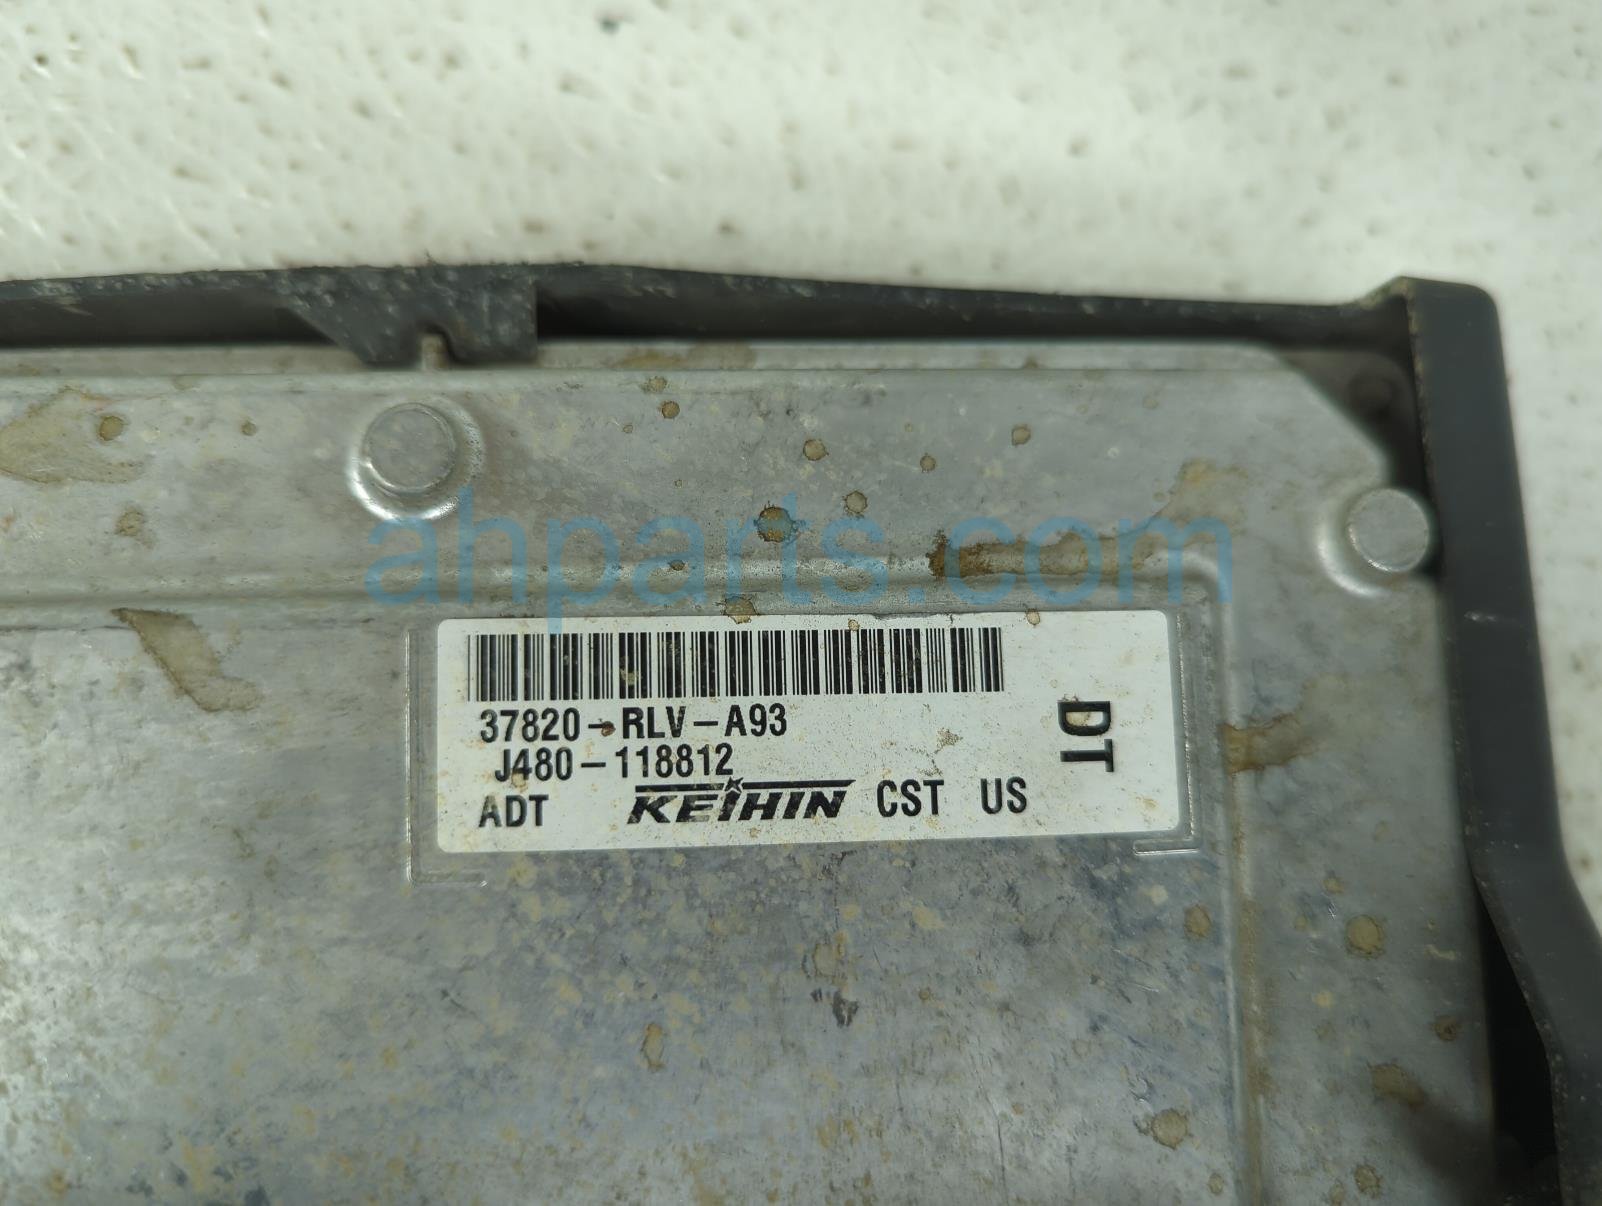 ahparts.com
37820-RLV-A93
J480-118812
ADT KEIHIN CST US
DT